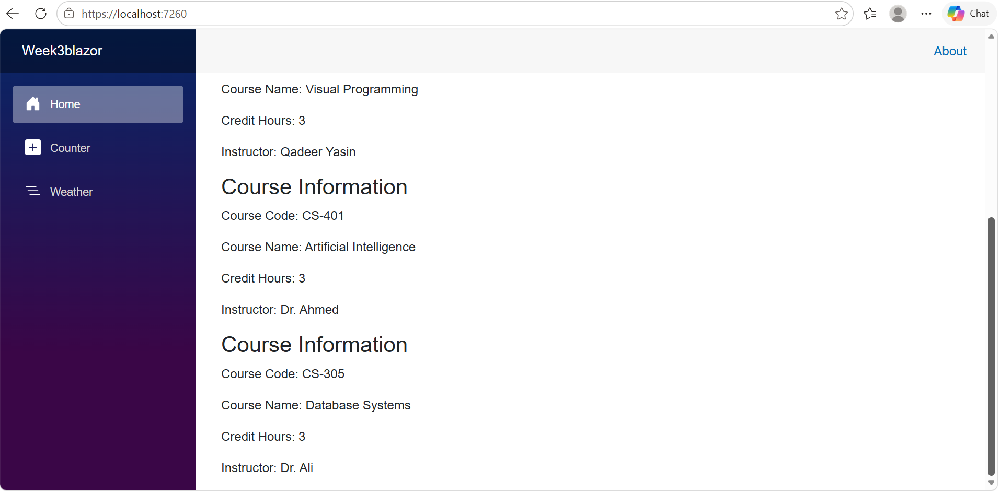 https://localhost:7260
Chat
Week3blazor
About
Home
Counter
Weather
Course Name: Visual Programming
Credit Hours: 3
Instructor: Qadeer Yasin
Course Information
Course Code: CS-401
Course Name: Artificial Intelligence
Credit Hours: 3
Instructor: Dr. Ahmed
Course Information
Course Code: CS-305
Course Name: Database Systems
Credit Hours: 3
Instructor: Dr. Ali